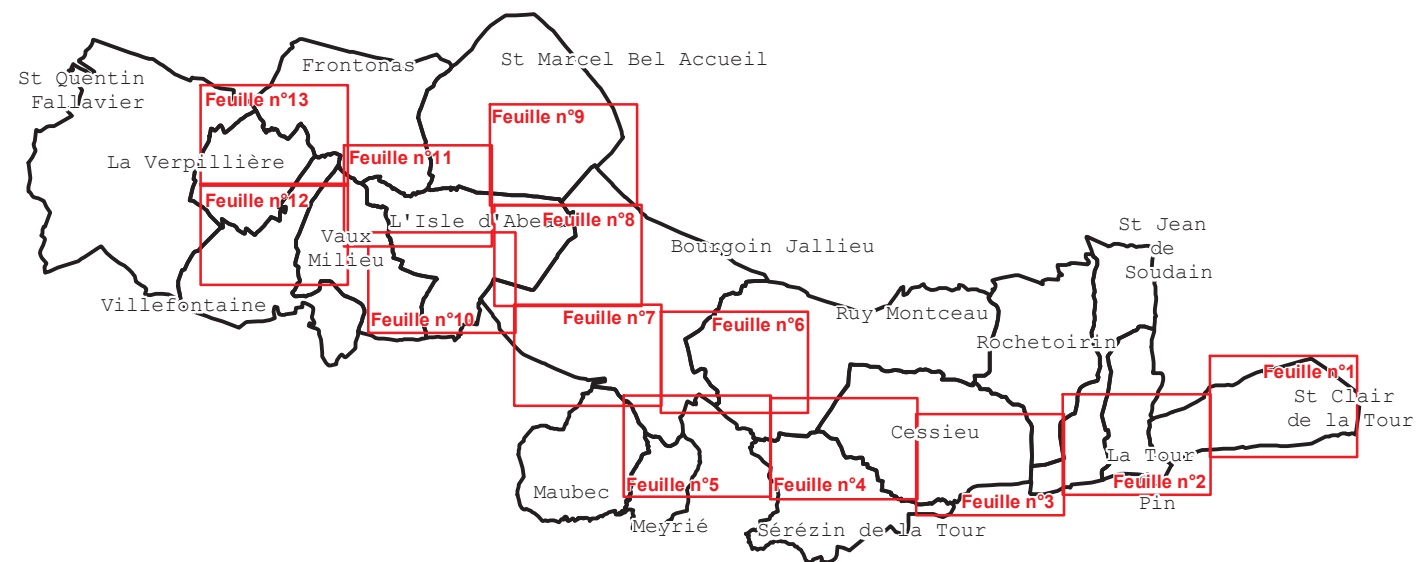 St Marcel Bel Accueil
Frontonas
St Quentin
Fallavier
Feuille n°13
Feuille n°9
La Verpillière
Feuille n°11
Feuille n°12
L'Isle d'Abeau
Feuille n°8
Vaux
Milieu
Bourgoin Jallieu
St Jean
de
Soudain
Villefontaine
Feuille n°10
Feuille n°7
Feuille n°6
Ruy Montceau
Rochetoirin
Feuille n°1
St Clair
de la Tour
Cessieu
La Tour
Pin
Feuille n°2
Maubec
Feuille n°5
Feuille n°4
Feuille n°3
Meyrié
Sérézin de la Tour